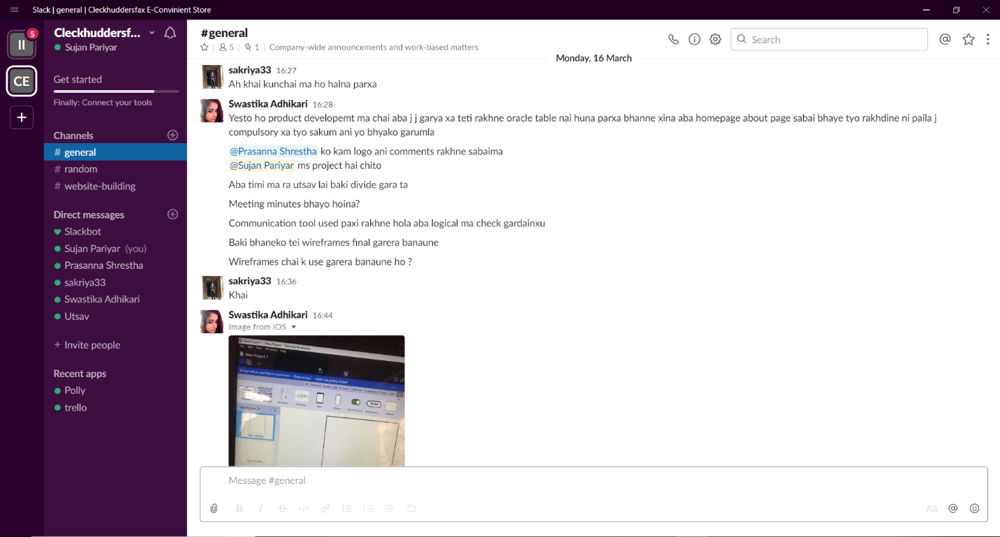 Slack | general | Cleckhuddersfax E-Convinient Store
5
II
CE
+
Cleckhuddersf...
Sujan Pariyar
Get started
Finally: Connect your tools
Channels
# general
# random
# website-building
Direct messages
Slackbot
Sujan Pariyar (you)
Prasanna Shrestha
sakriya33
Swastika Adhikari
Utsav
+ Invite people
Recent apps
Polly
trello
#general
5 | 1 | Company-wide announcements and work-based matters
Search
Monday, 16 March
sakriya33 16:27
Ah khai kunchai ma ho halna parxa
Swastika Adhikari 16:28
Yesto ho product developemt ma chai aba j j garya xa teti rakhne oracle table nai huna parxa bhanne xina aba homepage about page sabai bhaye tyo rakhdine ni paila j
compulsory xa tyo sakum ani yo bhyako garumla
@Prasanna Shrestha ko kam logo ani comments rakhne sabaima
@Sujan Pariyar ms project hai chito
Aba timi ma ra utsav lai baki divide gara ta
Meeting minutes bhayo hoina?
Communication tool used paxi rakhne hola aba logical ma check gardainxu
Baki bhaneko tei wireframes final garera banaune
Wireframes chai k use garera banaune ho ?
sakriya33 16:36
Khai
Swastika Adhikari 16:44
Image from iOS
New Project 1
Message #general
B I S </>
Aa @